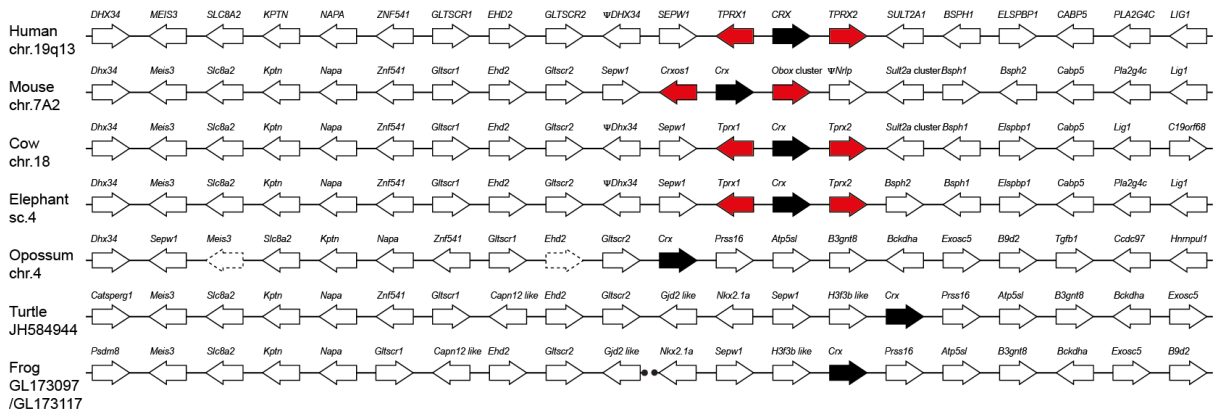 DHX34 MEIS3 SLC8A2 KPTN NAPA ZNF541 GLTSCR1 EHD2 GLTSCR2 ΨDHX34 SEPW1 TPRX1 CRX TPRX2 SULT2A1 BSPH1 ELSPBP1 CABP5 PLA2G4C LIG1
Human
chr.19q13
Dhx34 Meis3 Slc8a2 Kptn Napa Znf541 Gltscr1 Ehd2 Gltscr2 Sepw1 Crxos1 Crx Obox cluster ΨNrlp Sult2a cluster Bsph1 Bsph2 Cabp5 Pla2g4c Lig1
Mouse
chr.7A2
Dhx34 Meis3 Slc8a2 Kptn Napa Znf541 Gltscr1 Ehd2 Gltscr2 ΨDhx34 Sepw1 Tprx1 Crx Tprx2 Sult2a cluster Bsph1 Elspbp1 Cabp5 Lig1 C19orf68
Cow
chr.18
Dhx34 Meis3 Slc8a2 Kptn Napa Znf541 Gltscr1 Ehd2 Gltscr2 ΨDhx34 Sepw1 Tprx1 Crx Tprx2 Bsph2 Bsph1 Elspbp1 Cabp5 Pla2g4c Lig1
Elephant
sc.4
Dhx34 Sepw1 Meis3 Slc8a2 Kptn Napa Znf541 Gltscr1 Ehd2 Gltscr2 Crx Prss16 Atp5sl B3gnt8 Bckdha Exosc5 B9d2 Tgfb1 Ccdc97 Hnrnpul1
Opossum
chr.4
Catsperg1 Meis3 Slc8a2 Kptn Napa Znf541 Gltscr1 Capn12 like Ehd2 Gltscr2 Gjd2 like Nkx2.1a Sepw1 H3f3b like Crx Prss16 Atp5sl B3gnt8 Bckdha Exosc5
Turtle
JH584944
Psdm8 Meis3 Slc8a2 Kptn Napa Gltscr1 Capn12 like Ehd2 Gltscr2 Gjd2 like Nkx2.1a Sepw1 H3f3b like Crx Prss16 Atp5sl B3gnt8 Bckdha Exosc5 B9d2
Frog
GL173097
/GL173117